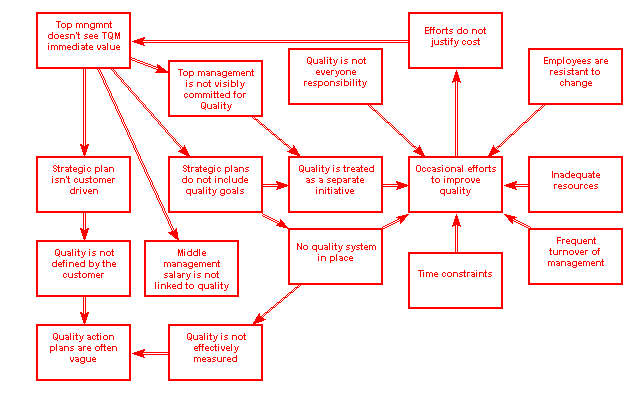 Top mngmnt
doesn't see TQM
immediate value
Efforts do not
justify cost
Top management
is not visibly
committed for
Quality
Quality is not
everyone
responsibility
Employees are
resistant to
change
Strategic plan
isn't customer
driven
Strategic plans
do not include
quality goals
Quality is treated
as a separate
initiative
Occasional efforts
to improve
quality
Inadequate
resources
Quality is not
defined by the
customer
Middle
management
salary is not
linked to quality
No quality system
in place
Time constraints
Frequent
turnover of
management
Quality action
plans are often
vague
Quality is not
effectively
measured